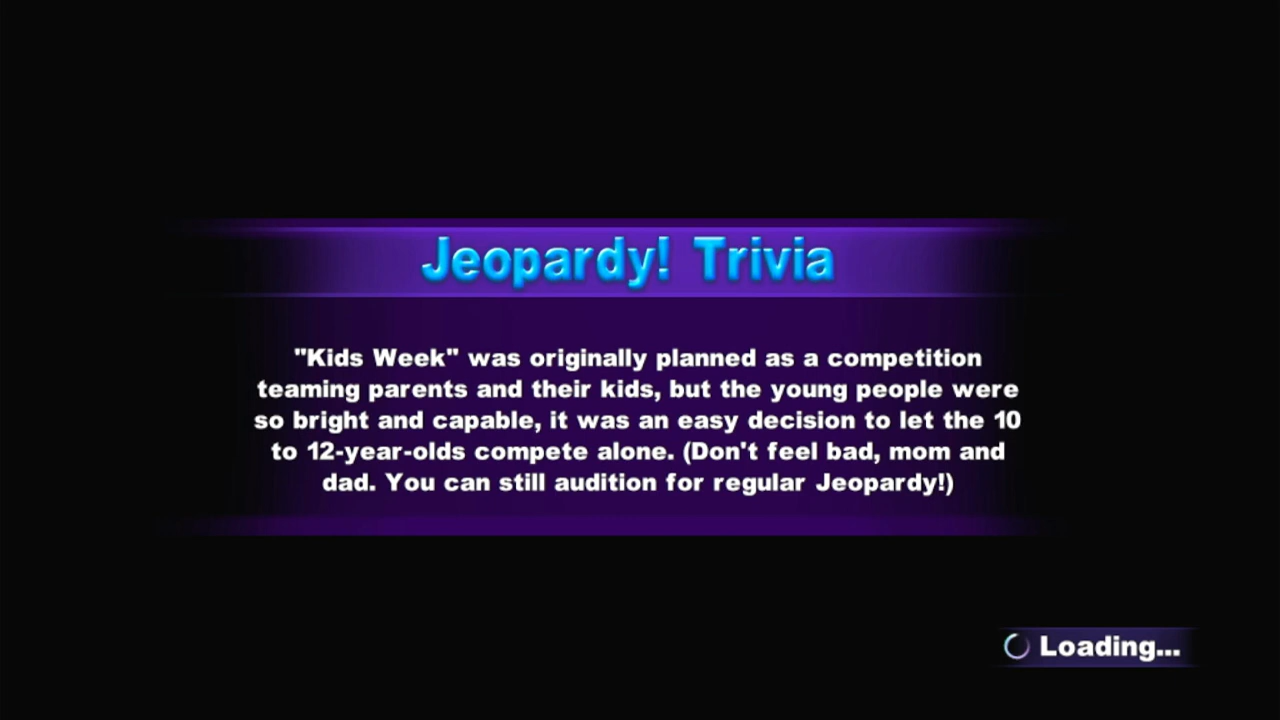 Jeopardy! Trivia
"Kids Week" was originally planned as a competition
teaming parents and their kids, but the young people were
so bright and capable, it was an easy decision to let the 10
to 12-year-olds compete alone. (Don't feel bad, mom and
dad. You can still audition for regular Jeopardy!)
Loading...